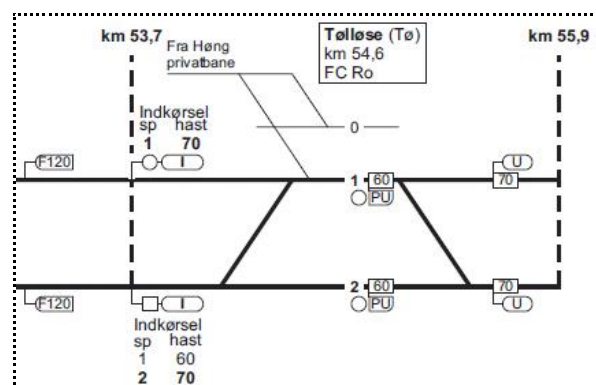 km 53,7
Fra Høng
privatbane
Tølløse (Tø)
km 54,6
FC Ro
km 55,9
Indkørsel
sp hast
1 70
0
F120
I
1
60
PU
U
70
F120
I
2
60
PU
70
U
Indkørsel
sp hast
1 60
2 70